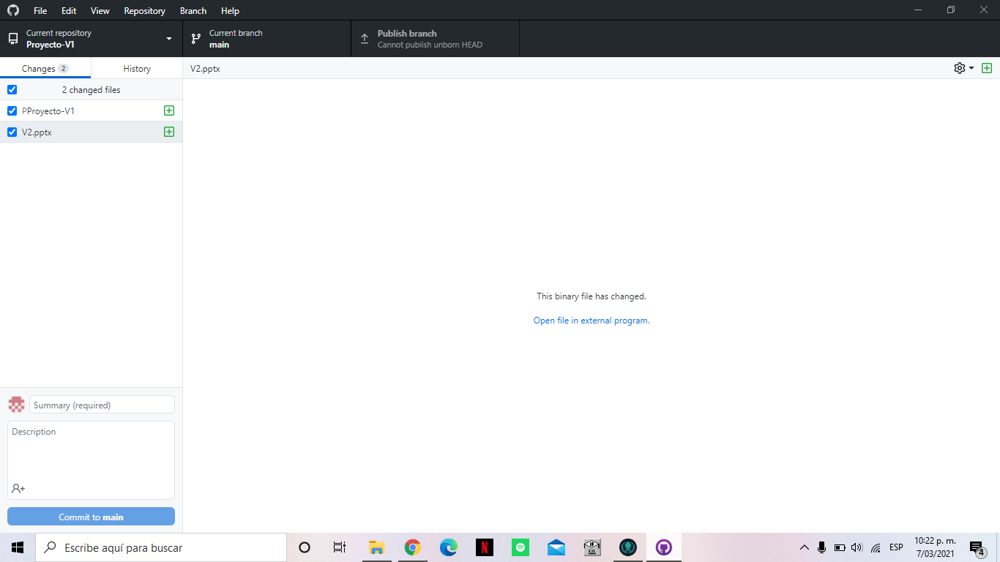 File Edit View Repository Branch Help
Current repository
Proyecto-V1
Current branch
main
Publish branch
Cannot publish unborn HEAD
Changes 2
History
V2.pptx
2 changed files
PProyecto-V1
V2.pptx
This binary file has changed.
Open file in external program.
Summary (required)
Description
Commit to main
Escribe aquí para buscar
N
ESP
10:22 p. m.
7/03/2021
4